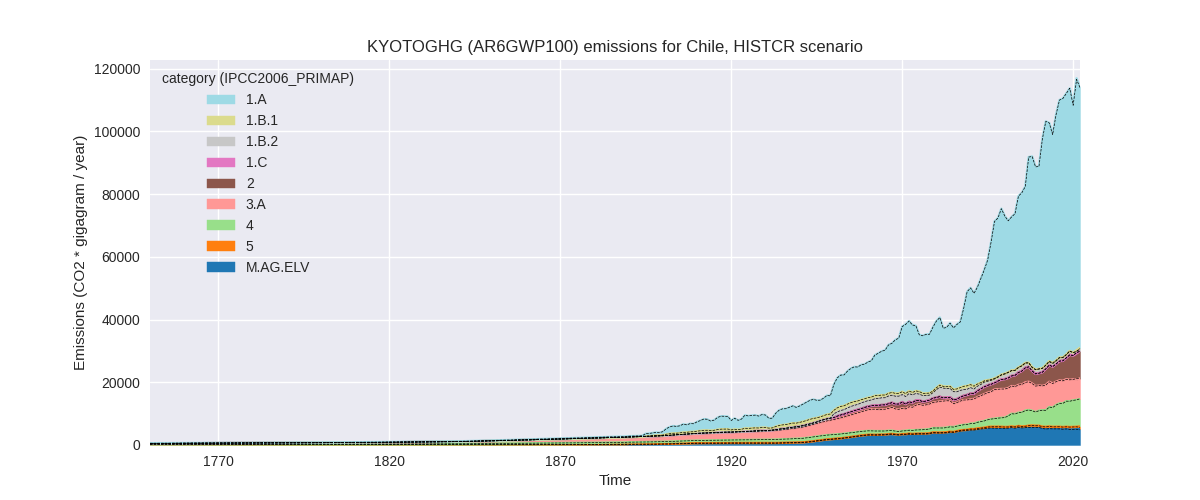 KYOTOGHG (AR6GWP100) emissions for Chile, HISTCR scenario
120000
100000
80000
60000
40000
20000
0
Emissions (CO2 * gigagram / year)
category (IPCC2006_PRIMAP)
1.A
1.B.1
1.B.2
1.C
2
3.A
4
5
M.AG.ELV
1770
1820
1870
1920
1970
2020
Time